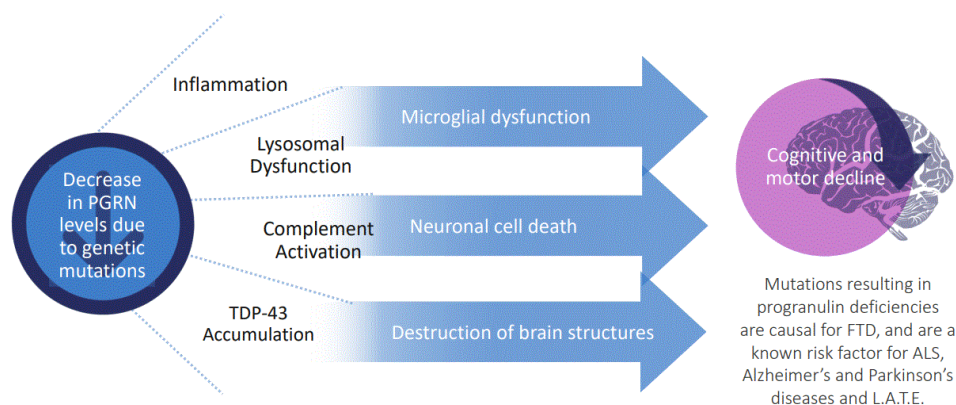 Decrease
in PGRN
levels due
to genetic
mutations
Inflammation
Lysosomal
Dysfunction
Complement
Activation
TDP-43
Accumulation
Microglial dysfunction
Neuronal cell death
Destruction of brain structures
Cognitive and
motor decline
Mutations resulting in
progranulin deficiencies
are causal for FTD, and are a
known risk factor for ALS,
Alzheimer's and Parkinson's
diseases and L.A.T.E.